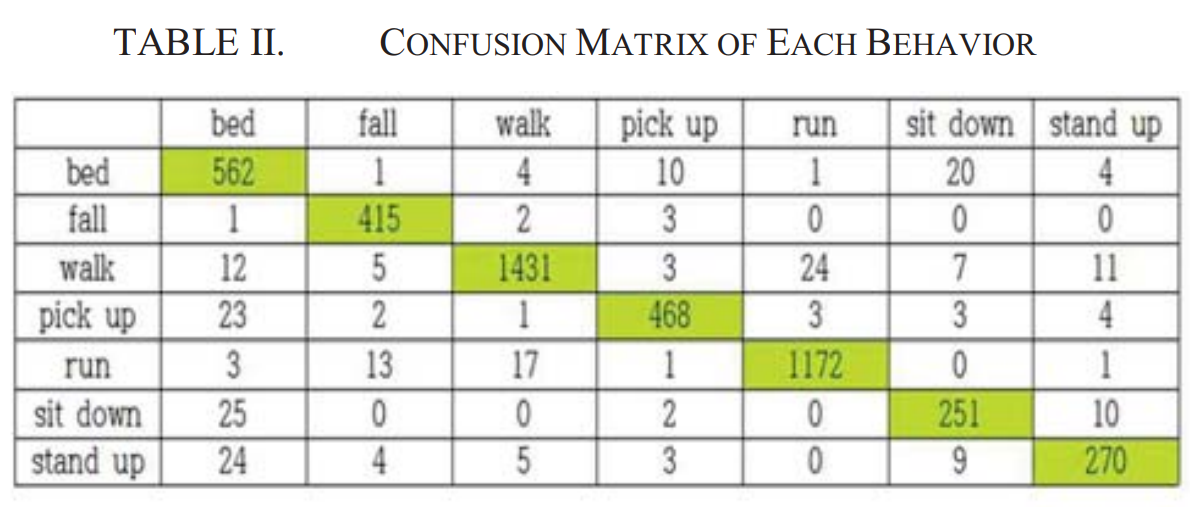 TABLE II. CONFUSION MATRIX OF EACH BEHAVIOR
bed fall walk pick up run sit down stand up
bed 562 1 4 10 1 20 4
fall 1 415 2 3 0 0 0
walk 12 5 1431 3 24 7 11
pick up 23 2 1 468 3 3 4
run 3 13 17 1 1172 0 1
sit down 25 0 0 2 0 251 10
stand up 24 4 5 3 0 9 270